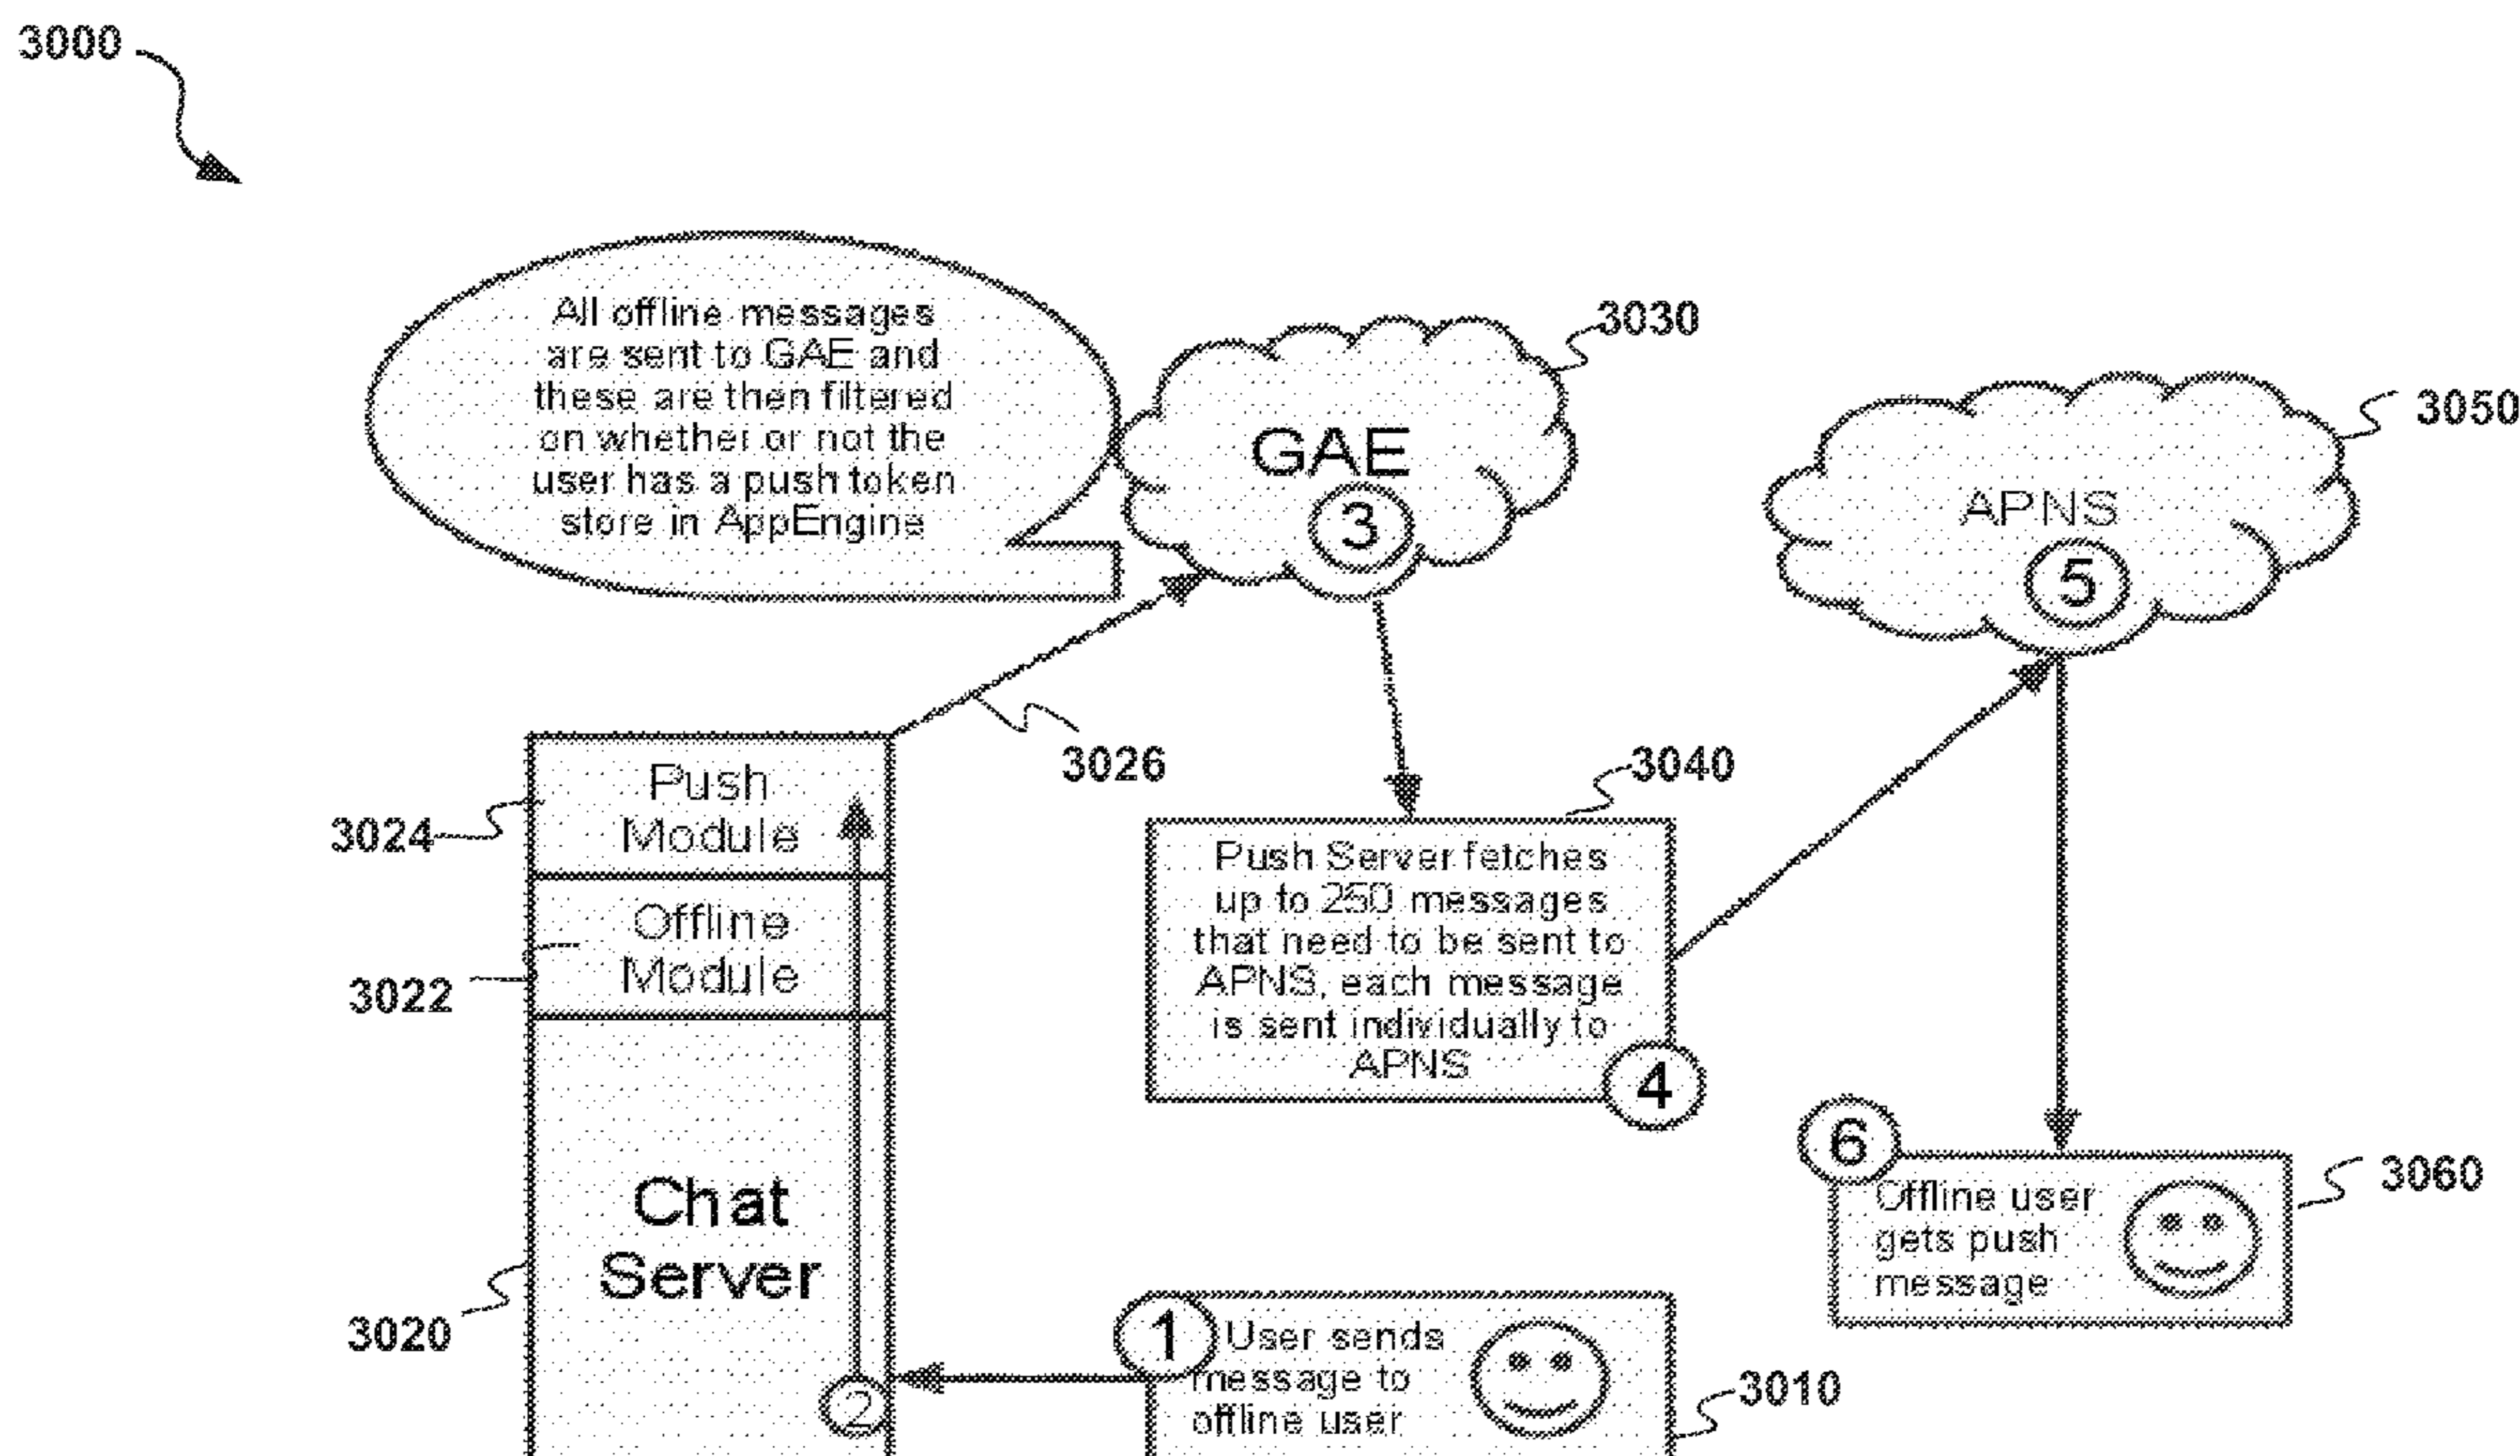 3000
All offline messages
are sent to GAE and
these are then filtered
on whether or not the
user has a push token
store in AppEngine
GAE
3
3030
APNS
5
3050
3026
Push
Module
3024
Offline
Module
3022
Chat
Server
3020
2
3040
Push Server fetches
up to 250 messages
that need to be sent to
APNS, each message
is sent individually to
APNS
4
6
Offline user
gets push
message
3060
1
User sends
message to
offline user
3010